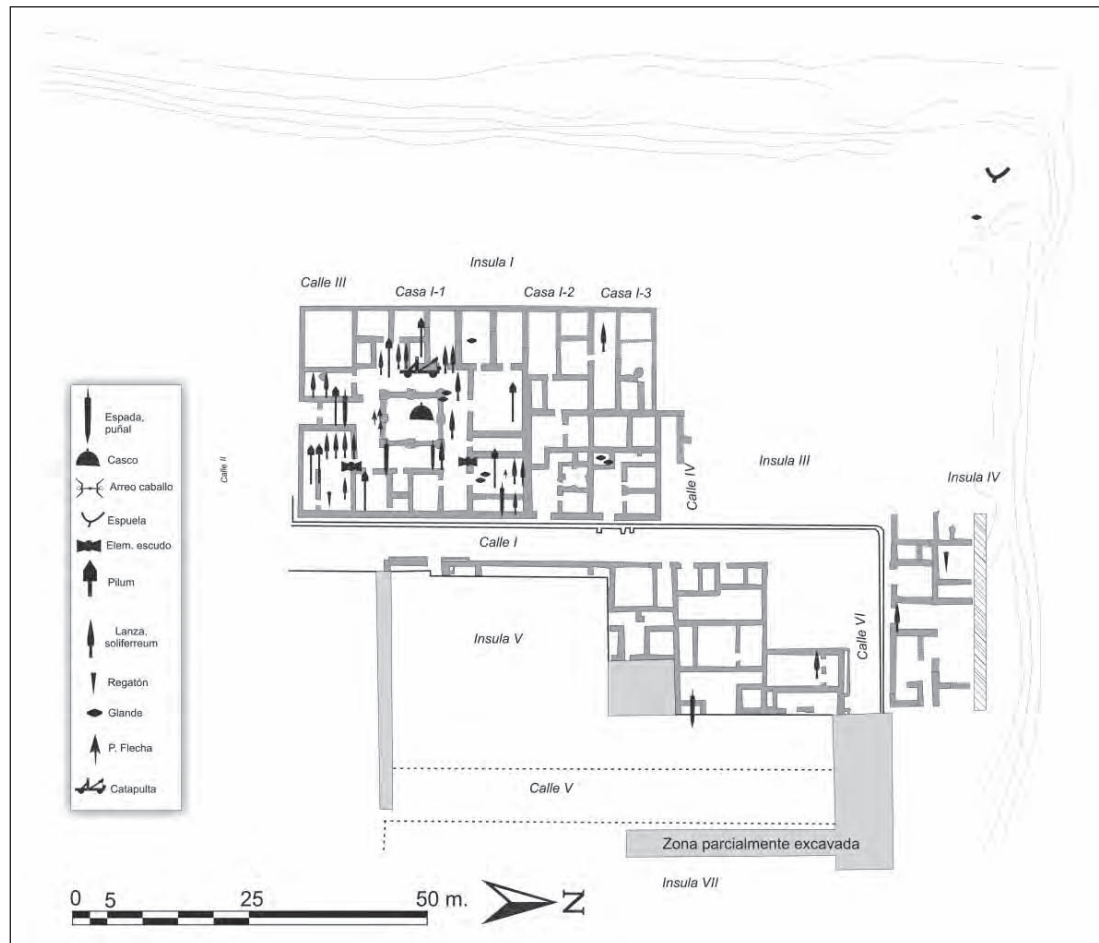 Insula I
Calle III
Casa I-1
Casa I-2
Casa I-3
Calle II
Calle IV
Insula III
Insula IV
Calle I
Insula V
Calle VI
Calle V
Zona parcialmente excavada
Insula VII
Espada,
puñal
Casco
Arreo caballo
Espuela
Elem. escudo
Pilum
Lanza,
soliferreum
Regatón
Glande
P. Flecha
Catapulta
0 5 25 50 m.
N